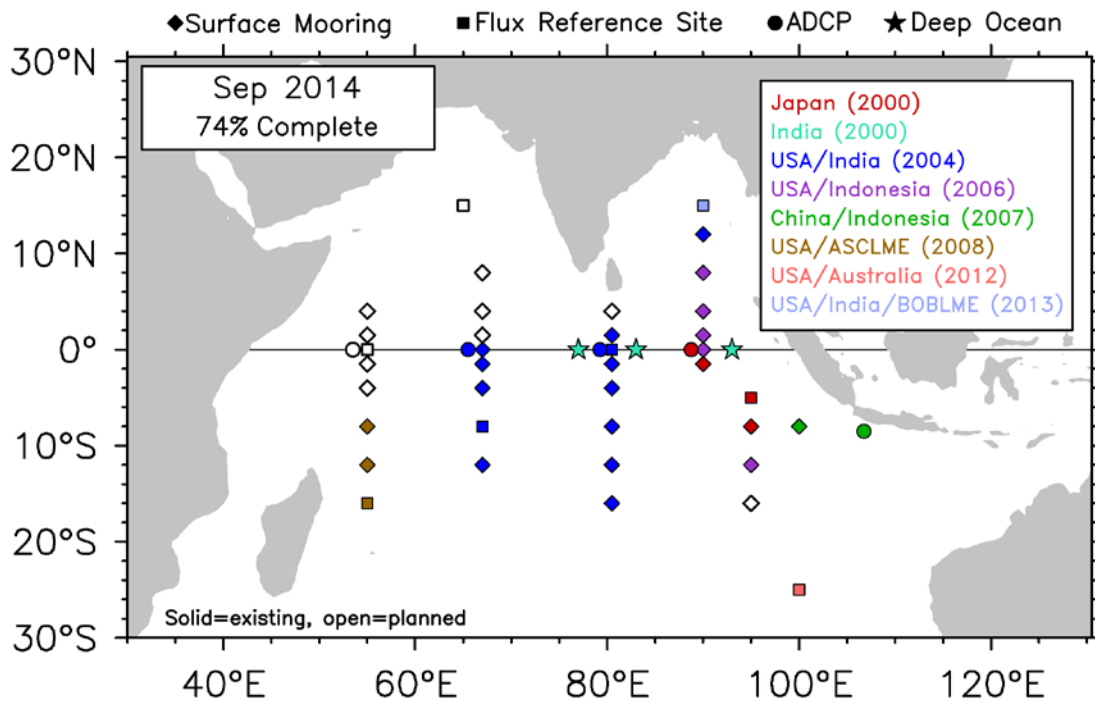 Surface Mooring Flux Reference Site ADCP Deep Ocean
30°N
20°N
10°N
0°
10°S
20°S
30°S
Sep 2014
74% Complete
Japan (2000)
India (2000)
USA/India (2004)
USA/Indonesia (2006)
China/Indonesia (2007)
USA/ASCLME (2008)
USA/Australia (2012)
USA/India/BOBLME (2013)
Solid=existing, open=planned
40°E 60°E 80°E 100°E 120°E